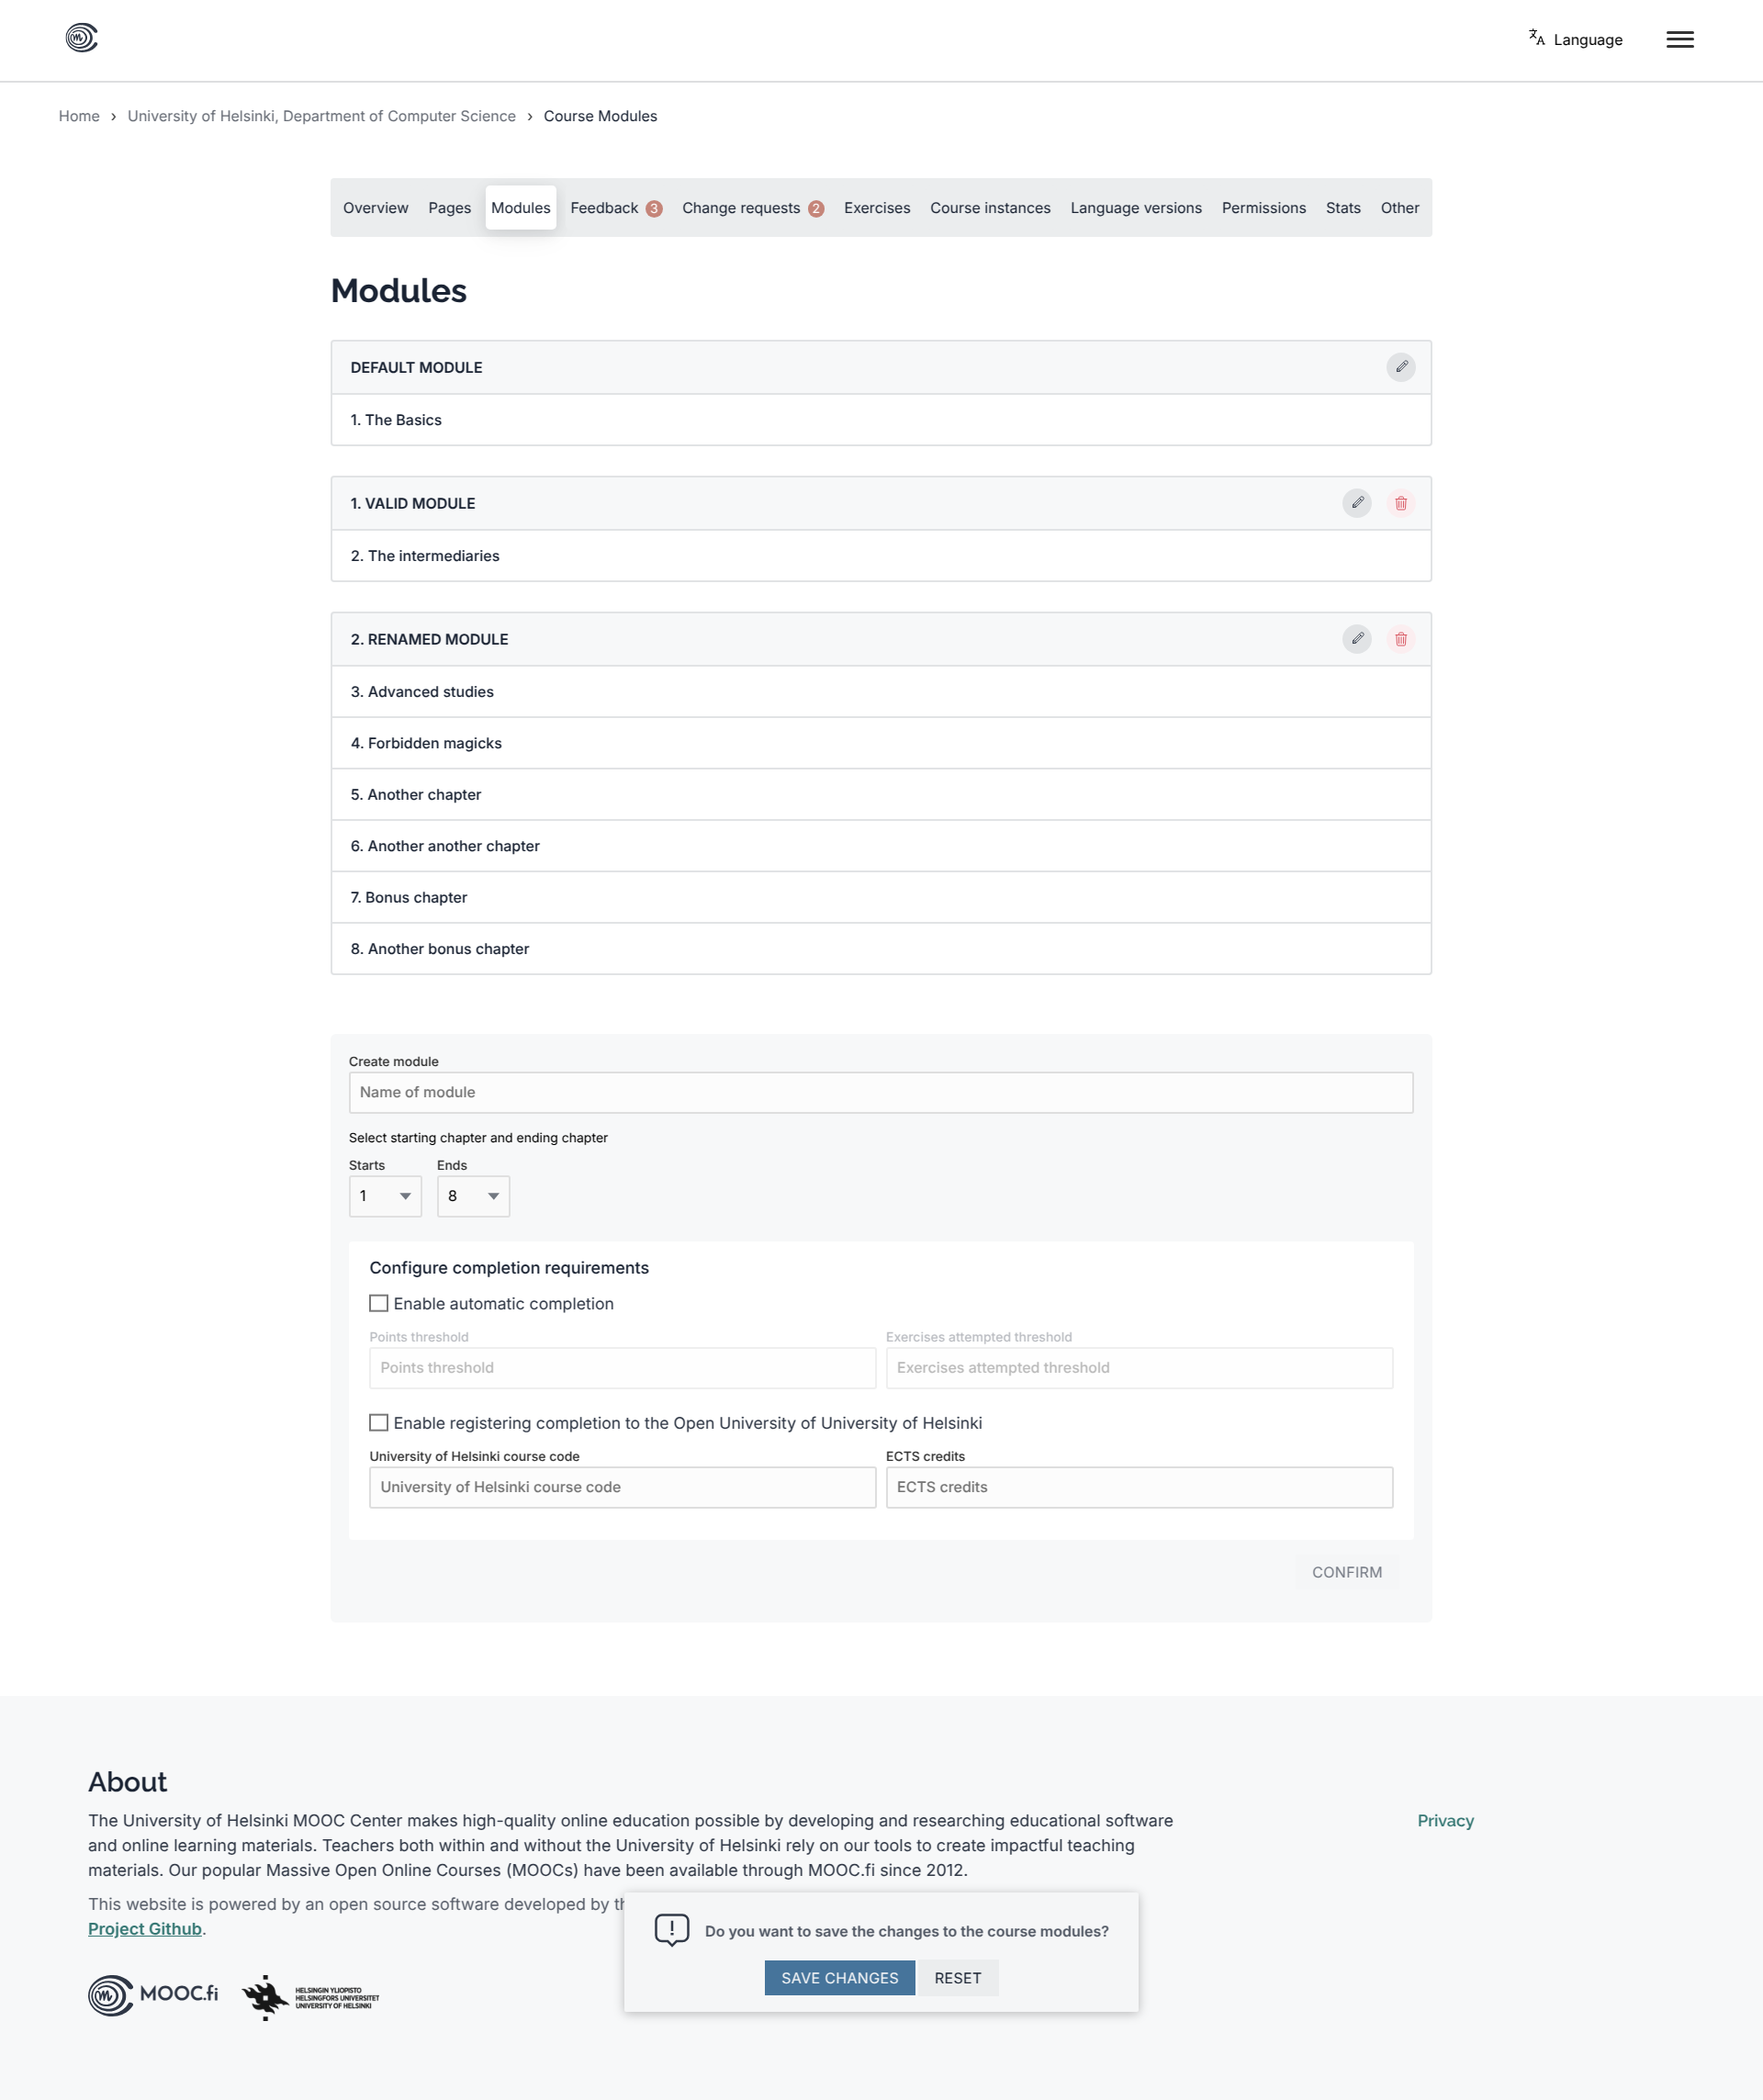 Language
Home › University of Helsinki, Department of Computer Science › Course Modules
Overview Pages Modules Feedback 3 Change requests 2 Exercises Course instances Language versions Permissions Stats Other
Modules
DEFAULT MODULE
1. The Basics
1. VALID MODULE
2. The intermediaries
2. RENAMED MODULE
3. Advanced studies
4. Forbidden magicks
5. Another chapter
6. Another another chapter
7. Bonus chapter
8. Another bonus chapter
Create module
Name of module
Select starting chapter and ending chapter
Starts Ends
1 8
Configure completion requirements
Enable automatic completion
Points threshold Exercises attempted threshold
Points threshold Exercises attempted threshold
Enable registering completion to the Open University of University of Helsinki
University of Helsinki course code ECTS credits
University of Helsinki course code ECTS credits
CONFIRM
About
The University of Helsinki MOOC Center makes high-quality online education possible by developing and researching educational software
and online learning materials. Teachers both within and without the University of Helsinki rely on our tools to create impactful teaching
materials. Our popular Massive Open Online Courses (MOOCs) have been available through MOOC.fi since 2012.
Privacy
This website is powered by an open source software developed by
Project Github.
Do you want to save the changes to the course modules?
SAVE CHANGES RESET
MOOC.fi
HELSINGIN YLIOPISTO
HELSINGFORS UNIVERSITET
UNIVERSITY OF HELSINKI